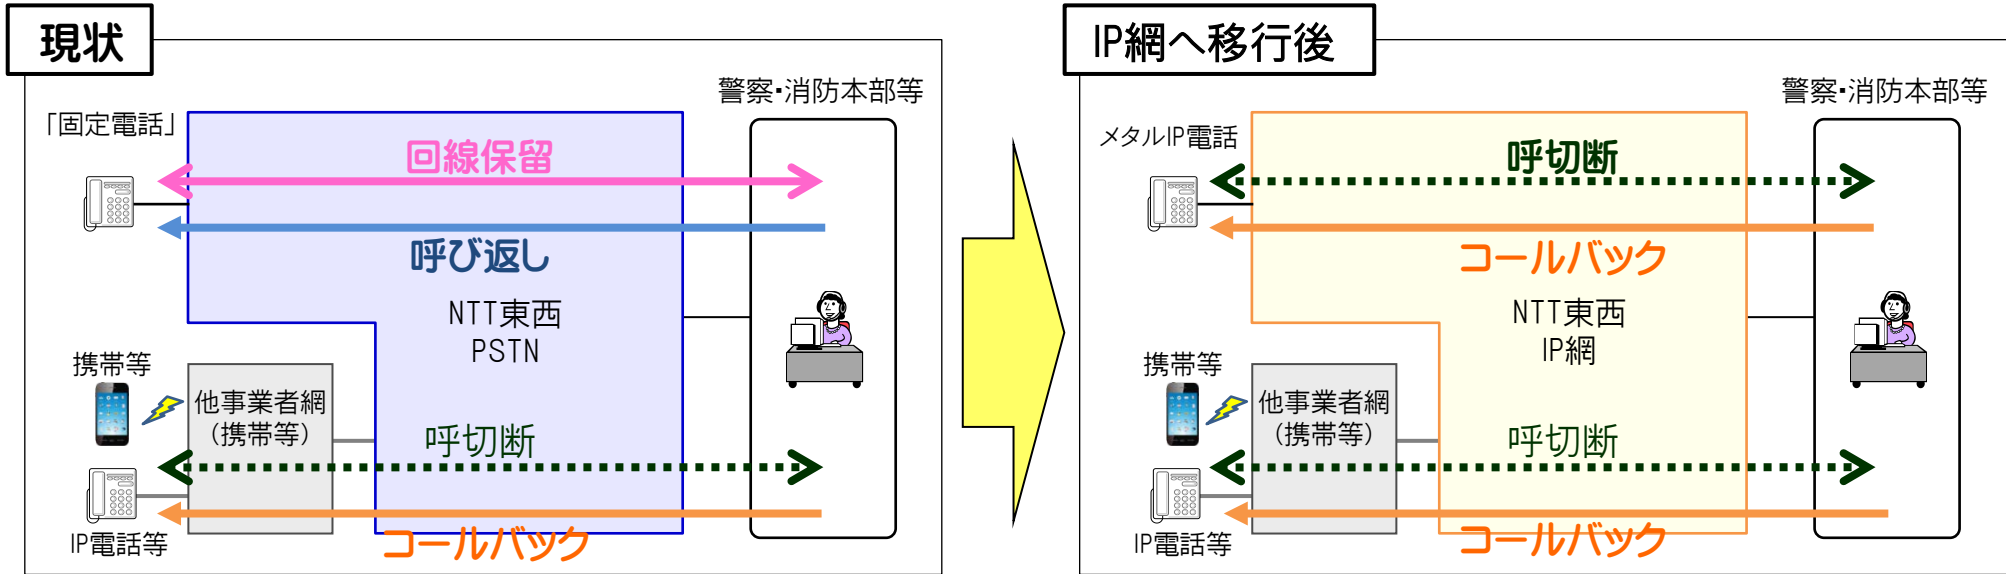 現状
警察・消防本部等
「固定電話」
回線保留
呼び返し
NTT東西
PSTN
携帯等
他事業者網
(携帯等)
呼切断
コールバック
IP電話等
IP網へ移行後
警察・消防本部等
メタルIP電話
呼切断
コールバック
NTT東西
IP網
携帯等
他事業者網
(携帯等)
呼切断
コールバック
IP電話等